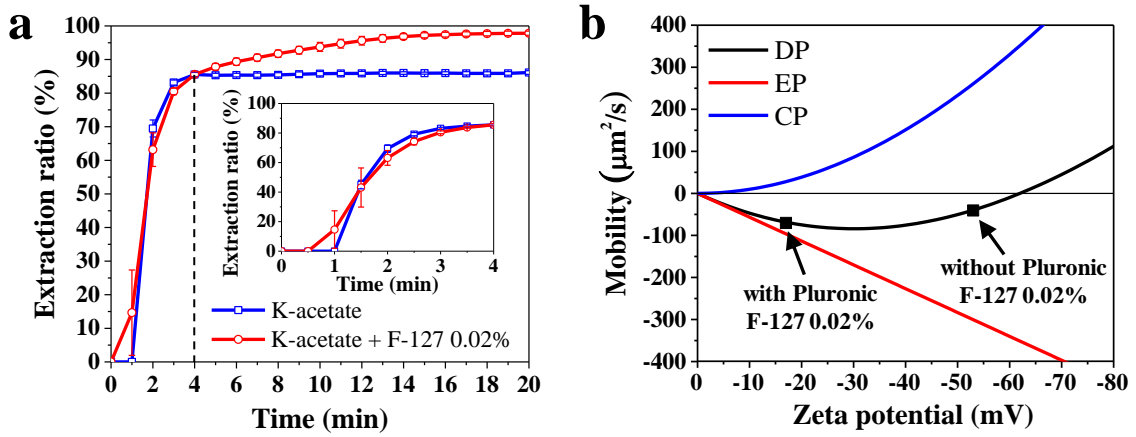 a
Extraction ratio (%)
100
90
80
70
60
50
40
30
20
10
0
0 2 4 6 8 10 12 14 16 18 20
Time (min)
Extraction ratio (%)
100
80
60
40
20
0
0 1 2 3 4
Time (min)
K-acetate
K-acetate + F-127 0.02%
b
Mobility (μm²/s)
400
300
200
100
0
-100
-200
-300
-400
0 -10 -20 -30 -40 -50 -60 -70 -80
Zeta potential (mV)
DP
EP
CP
with Pluronic
F-127 0.02%
without Pluronic
F-127 0.02%